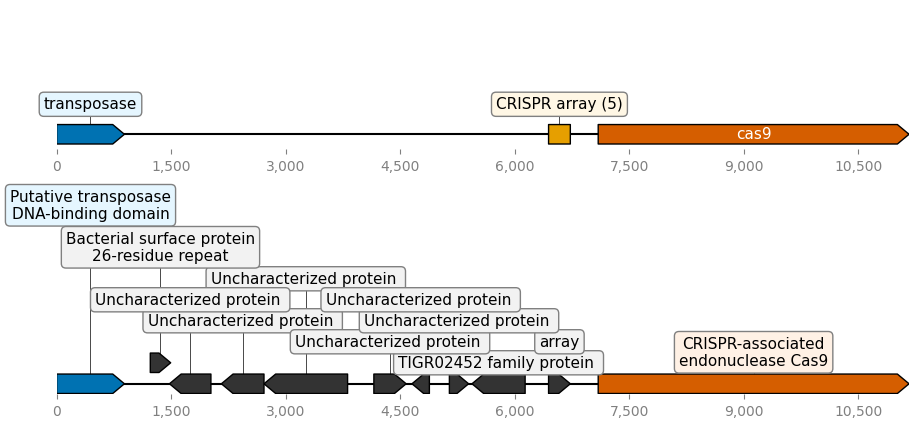 transposase
CRISPR array (5)
cas9
0
1,500
3,000
4,500
6,000
7,500
9,000
10,500
Putative transposase
DNA-binding domain
Bacterial surface protein
26-residue repeat
Uncharacterized protein
Uncharacterized protein
Uncharacterized protein
Uncharacterized protein
Uncharacterized protein
Uncharacterized protein
array
TIGR02452 family protein
CRISPR-associated
endonuclease Cas9
0
1,500
3,000
4,500
6,000
7,500
9,000
10,500